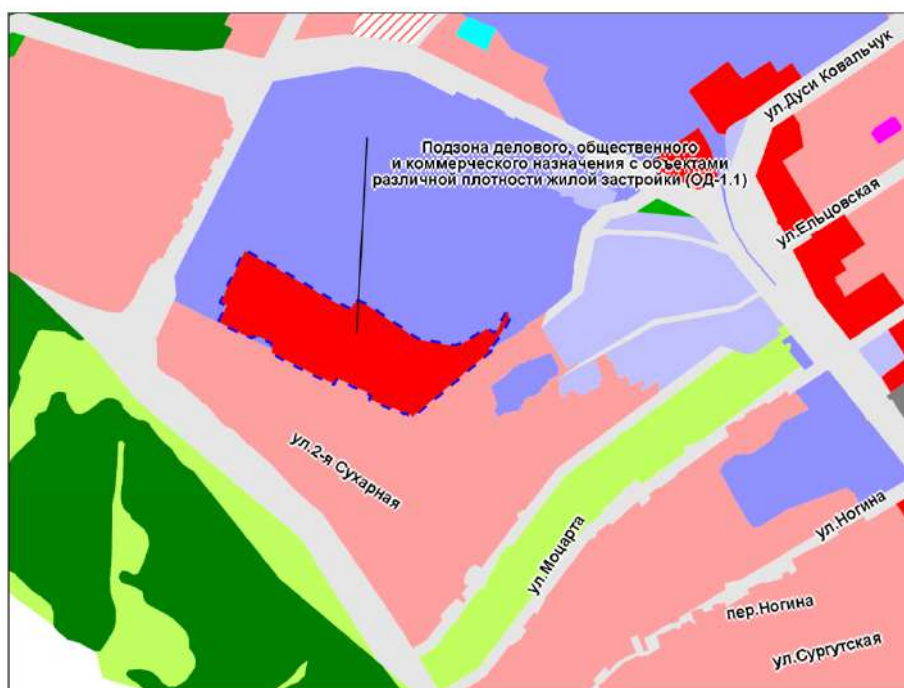 ул.Дуси Ковальчук
Подзона делового, общественного
и коммерческого назначения с объектами
различной плотности жилой застройки (ОД-1.1)
ул.Ельцовская
ул.2-я Сухарная
ул.Моцарта
ул.Ногина
пер.Ногина
ул.Сургутская